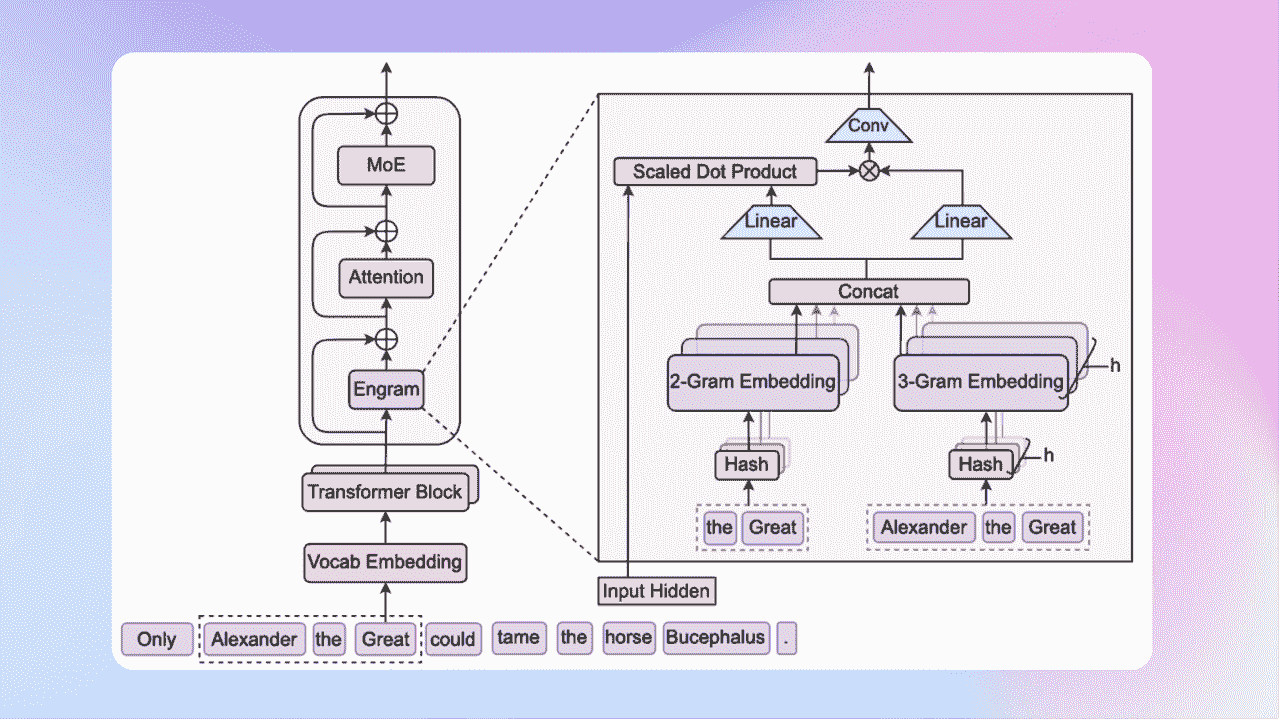 MoE
Attention
Engram
Transformer Block
Vocab Embedding
Only Alexander the Great could tame the horse Bucephalus .
Conv
Scaled Dot Product
Linear Linear
Concat
2-Gram Embedding 3-Gram Embedding h
Hash Hash h
the Great Alexander the Great
Input Hidden